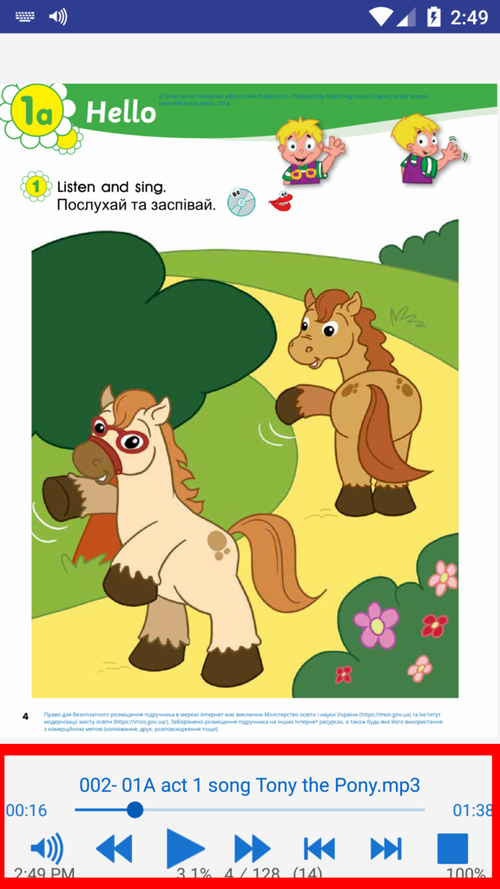 2:49
© Smart Junior (Ukrainian edition), MM Publications. Published by Publishing House Linguist, under licence
from MM Publications, 2018
1a
Hello
1 Listen and sing.
Послухай та заспівай.
4
Право для безоплатного розміщення підручника в мережі Інтернет має виключно Міністерство освіти і науки України (https://mon.gov.ua) та Інститут
модернізації змісту освіти (https://imzo.gov.ua/). Заборонено розміщення підручника на інших Інтернет ресурсах, а також будь-яке його використання
з комерційною метою (копіювання, друк, розповсюдження тощо)
002- 01A act 1 song Tony the Pony.mp3
00:16
01:38
2:49 PM 3.1% 4 / 128 (14) 100%